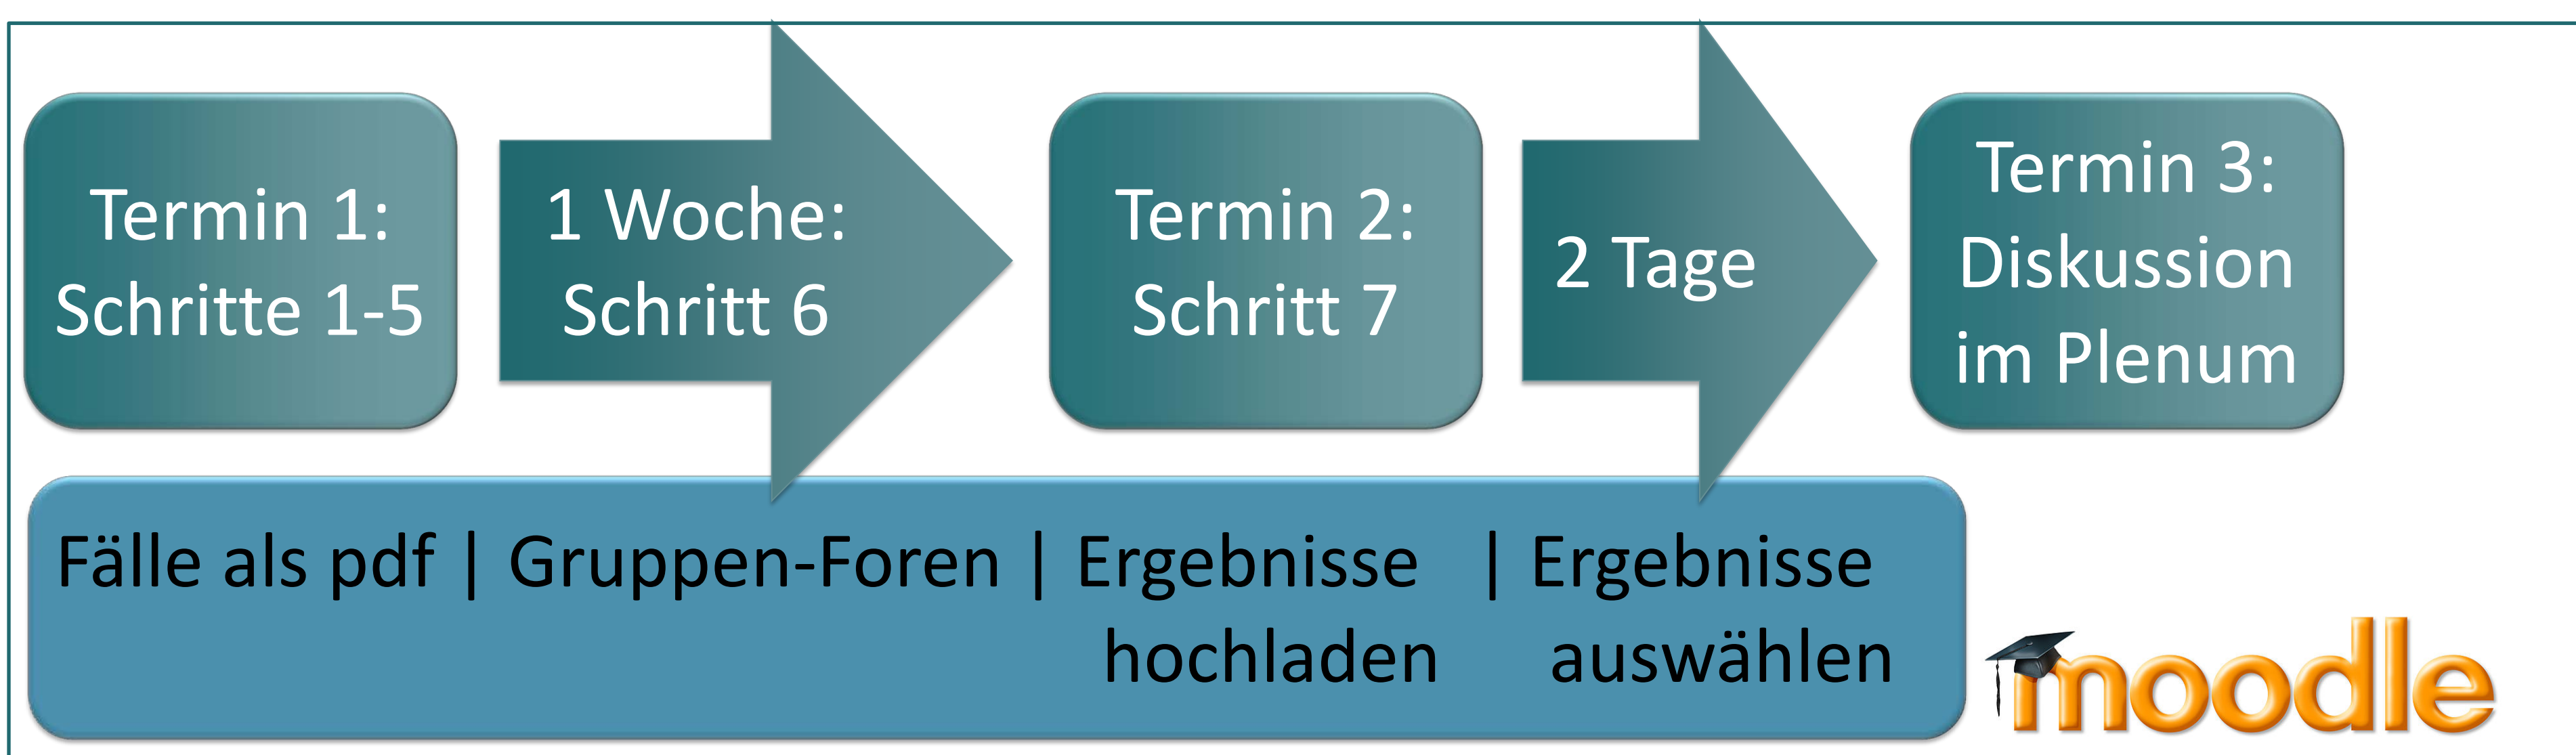 Termin 1:
Schritte 1-5
1 Woche:
Schritt 6
Termin 2:
Schritt 7
2 Tage
Termin 3:
Diskussion
im Plenum
Fälle als pdf | Gruppen-Foren | Ergebnisse | Ergebnisse
hochladen auswählen
moodle